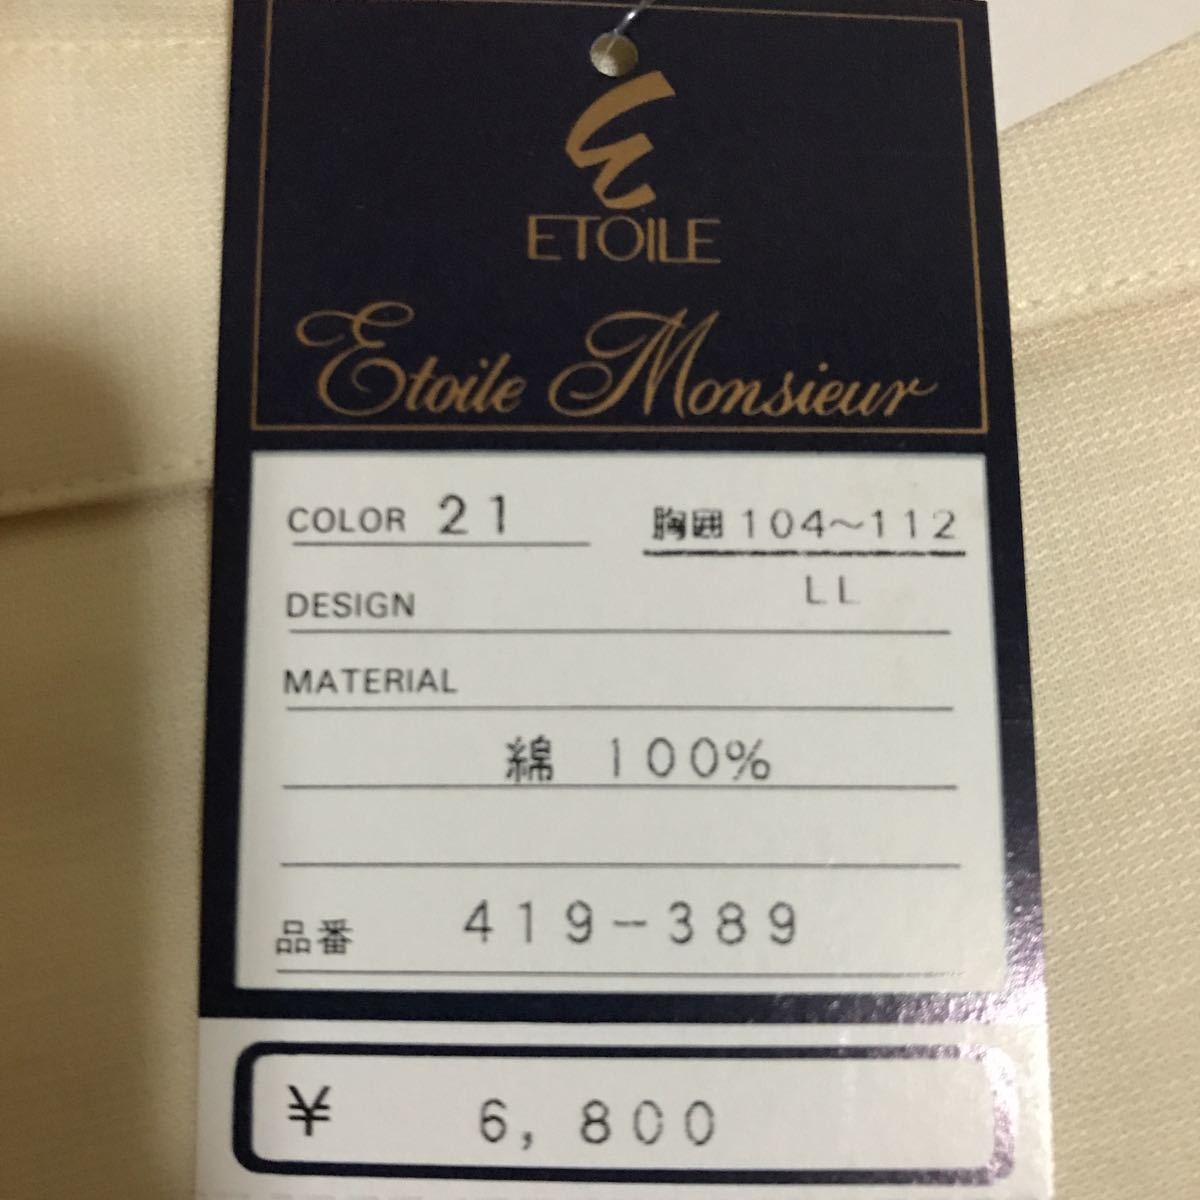 ETOILE
Etoile Monsieur
COLOR 21 胸囲 104〜112
DESIGN LL
MATERIAL
綿 100%
品番 419-389
¥ 6,800